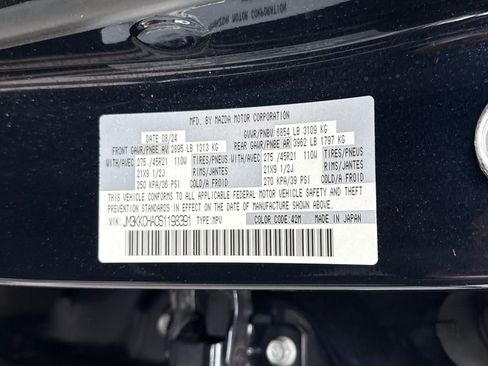 MFD. BY MAZDA MOTOR CORPORATION
DATE 08/24 GVWR/PNBV 6854 LB 3109 KG
FRONT GAWR/PNBE AV 2895 LB 1313 KG REAR GAWR/PNBE AR 3962 LB 1797 KG
WITH/AVEC 275 /45R21 110W TIRES/PNEUS WITH/AVEC 275 /45R21 110W TIRES/PNEUS
21X9 1/2J RIMS/JANTES 21X9 1/2J RIMS/JANTES
250 KPA/36 PSI COLD/A FROID 270 KPA/39 PSI COLD/A FROID
THIS VEHICLE CONFORMS TO ALL APPLICABLE FEDERAL MOTOR VEHICLE SAFETY, BUMPER, AND
THEFT PREVENTION STANDARDS IN EFFECT ON THE DATE OF MANUFACTURE SHOWN ABOVE.
VIN: TYPE: MPV COLOR CODE: 42M MADE IN JAPAN